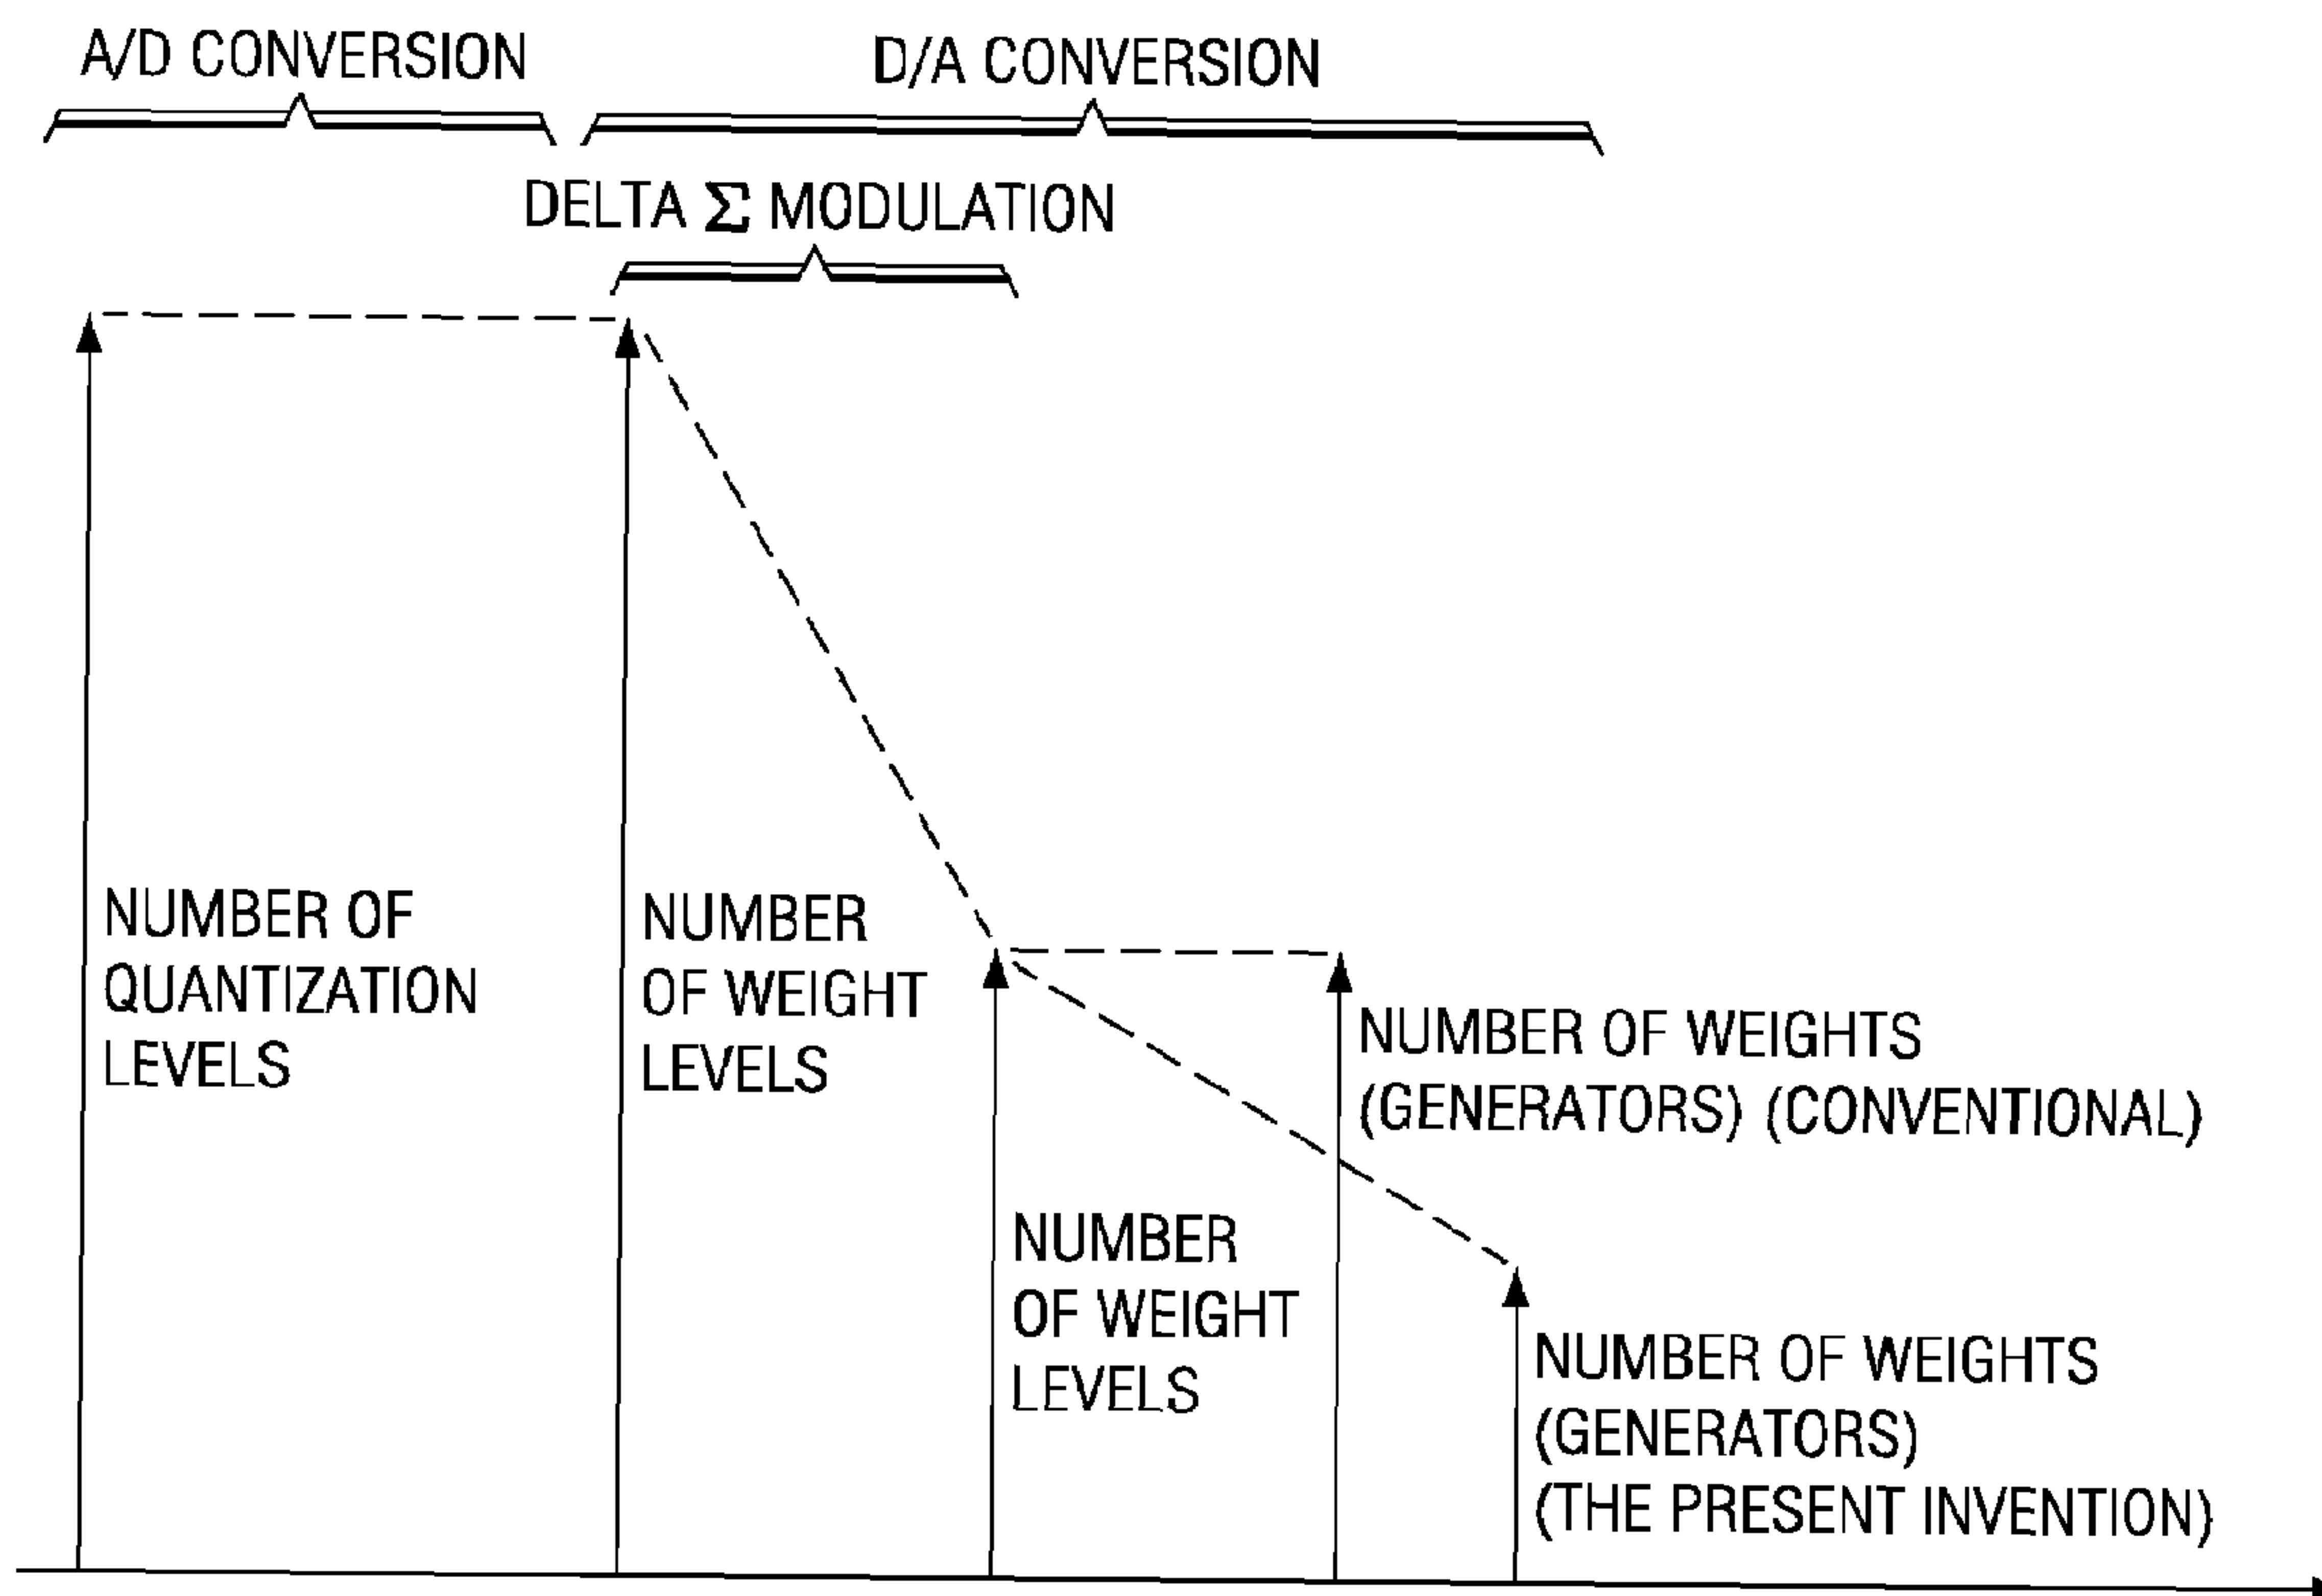 A/D CONVERSION
D/A CONVERSION
DELTA Σ MODULATION
NUMBER OF
QUANTIZATION
LEVELS
NUMBER
OF WEIGHT
LEVELS
NUMBER
OF WEIGHT
LEVELS
NUMBER OF WEIGHTS
(GENERATORS) (CONVENTIONAL)
NUMBER OF WEIGHTS
(GENERATORS)
(THE PRESENT INVENTION)